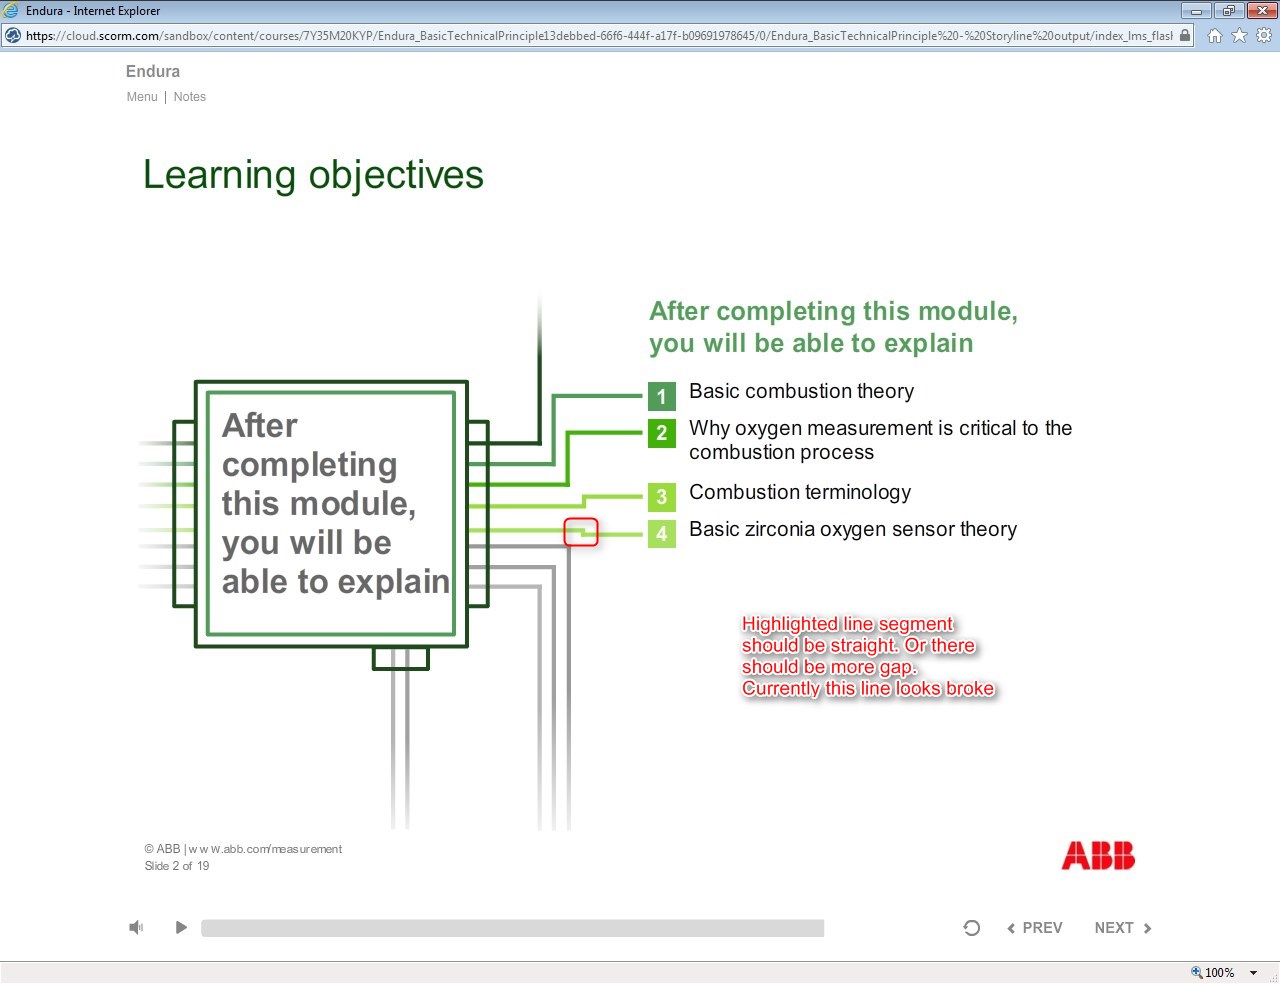 Endura - Internet Explorer
https://cloud.scorm.com/sandbox/content/courses/7Y35M20KYP/Endura_BasicTechnicalPrinciple13debbed-66f6-444f-a17f-b09691978645/0/Endura_BasicTechnicalPrinciple%20-%20Storyline%20output/index_lms_flash
Endura
Menu | Notes
Learning objectives
After completing this module,
you will be able to explain
1 Basic combustion theory
2 Why oxygen measurement is critical to the
combustion process
3 Combustion terminology
4 Basic zirconia oxygen sensor theory
After
completing
this module,
you will be
able to explain
Highlighted line segment
should be straight. Or there
should be more gap.
Currently this line looks broke
© ABB | www.abb.com/measurement
Slide 2 of 19
ABB
PREV
NEXT
100%